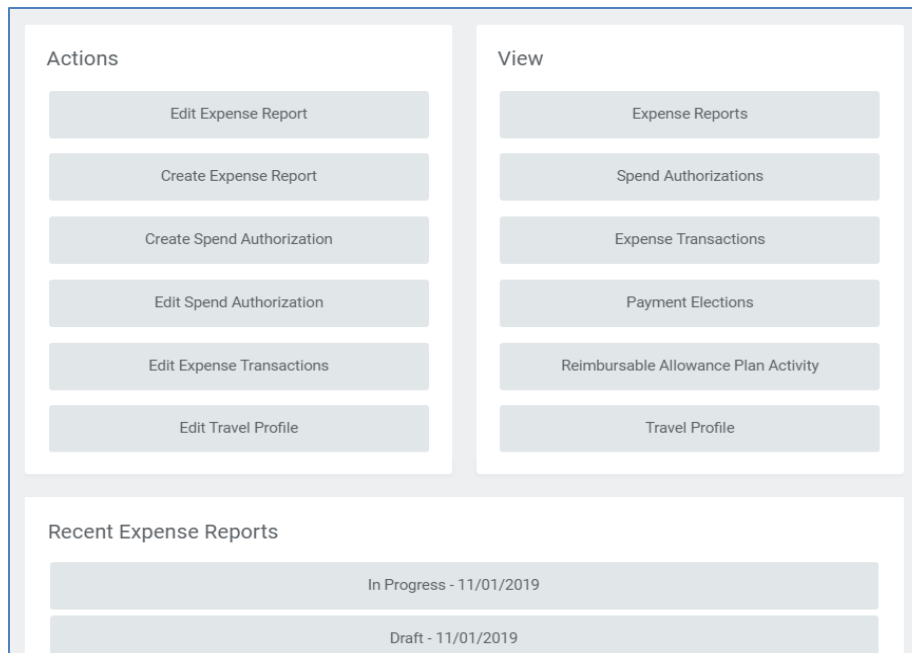 Actions
Edit Expense Report
Create Expense Report
Create Spend Authorization
Edit Spend Authorization
Edit Expense Transactions
Edit Travel Profile
View
Expense Reports
Spend Authorizations
Expense Transactions
Payment Elections
Reimbursable Allowance Plan Activity
Travel Profile
Recent Expense Reports
In Progress - 11/01/2019
Draft - 11/01/2019